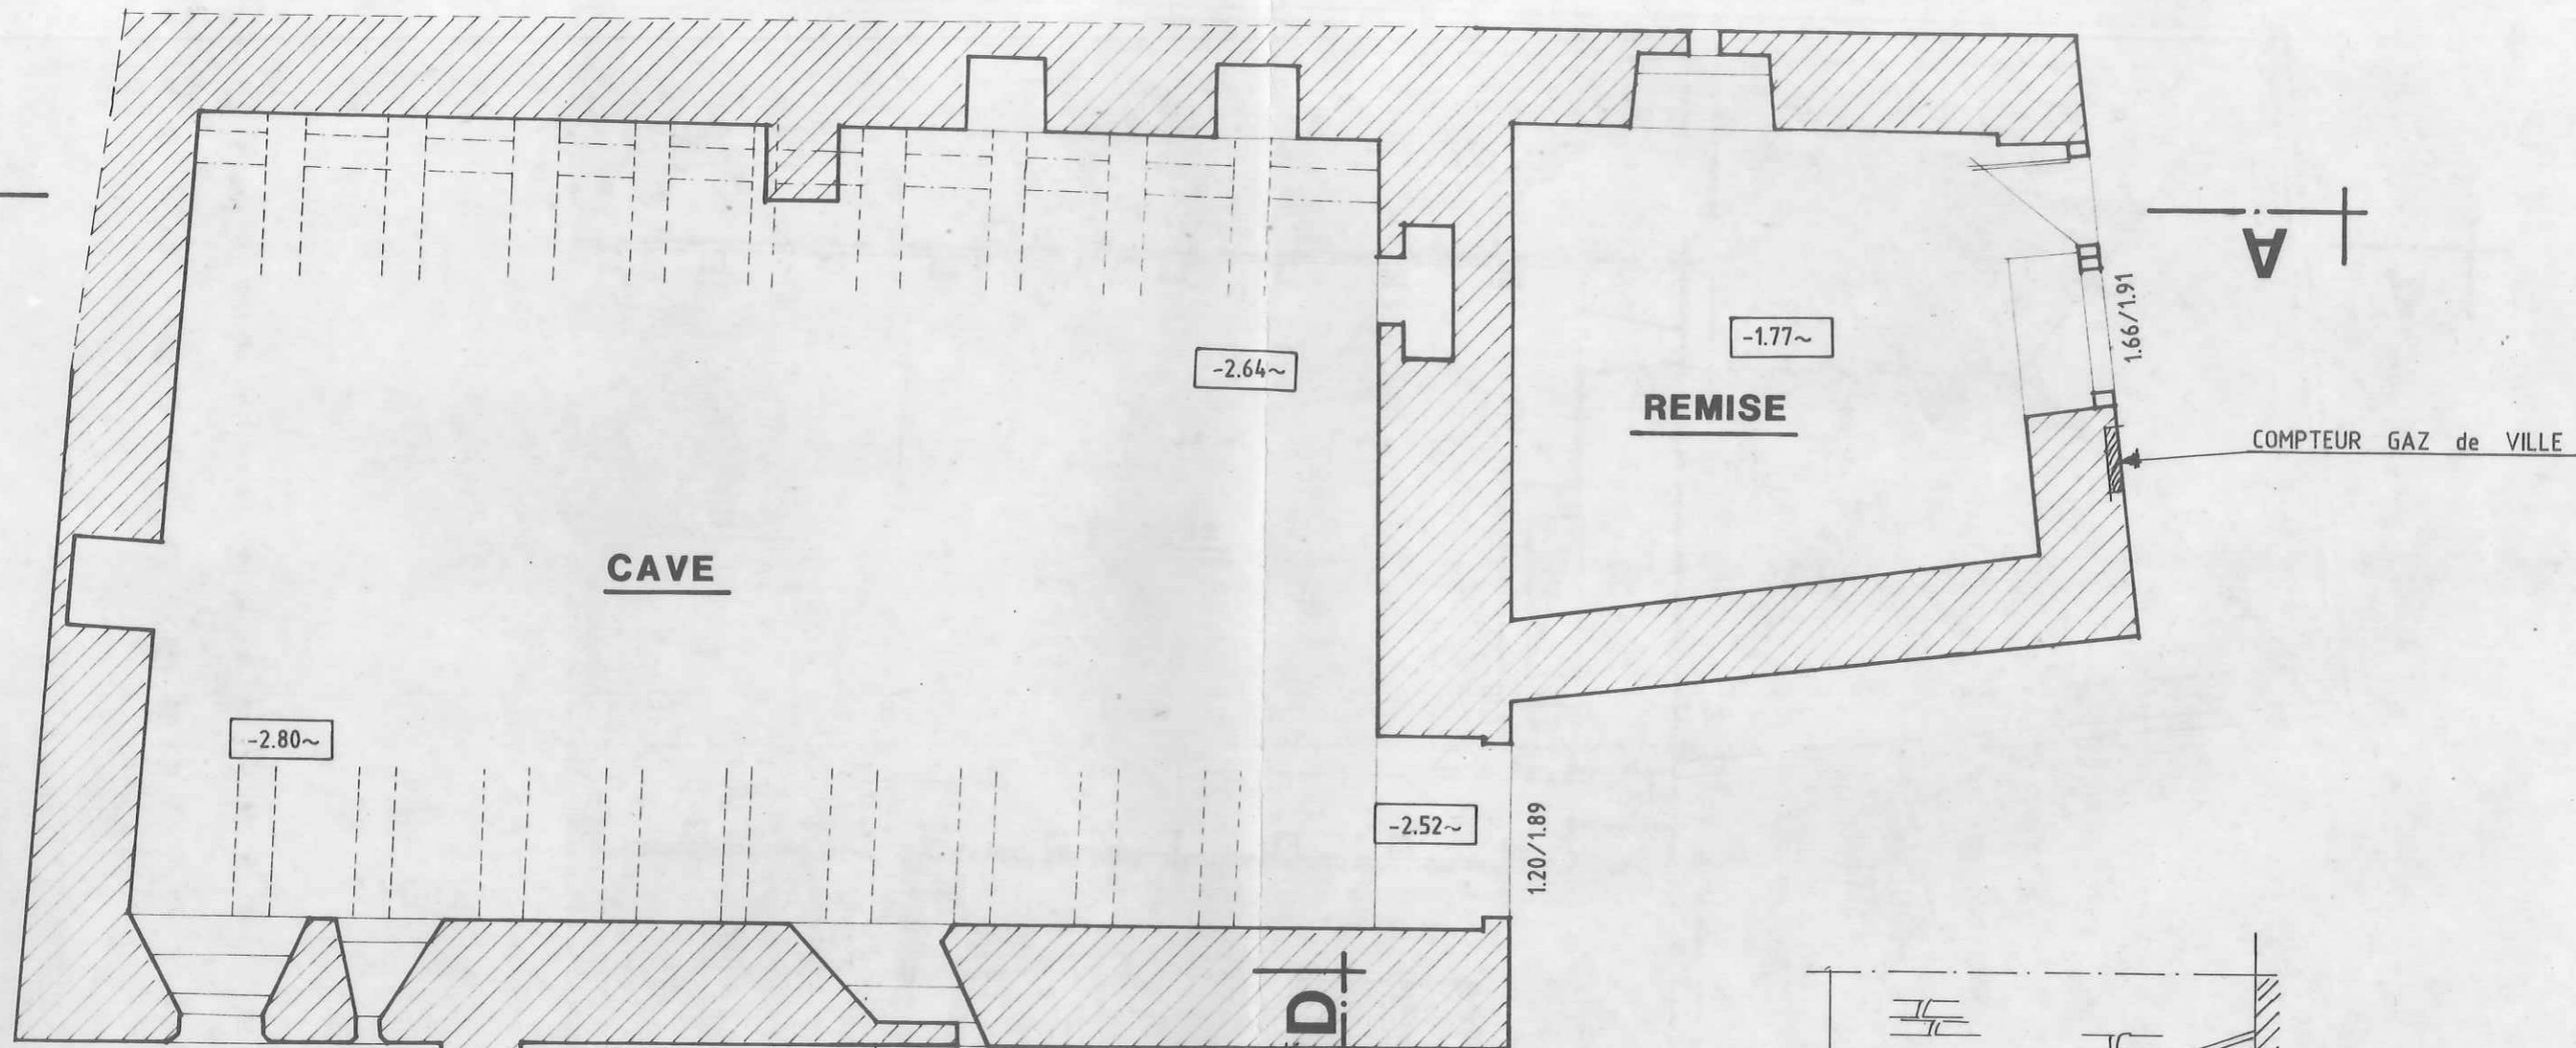 A
1.66/1.91
-1.77~
-2.64~
REMISE
COMPTEUR GAZ de VILLE
CAVE
-2.80~
-2.52~
1.20/1.89
D